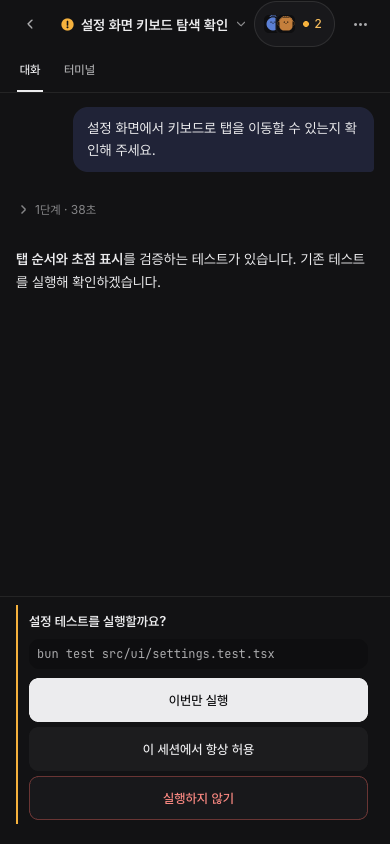 설정 화면 키보드 탐색 확인
2
대화
터미널
설정 화면에서 키보드로 탭을 이동할 수 있는지 확
인해 주세요.
1단계 · 38초
탭 순서와 초점 표시를 검증하는 테스트가 있습니다. 기존 테스트
를 실행해 확인하겠습니다.
설정 테스트를 실행할까요?
bun test src/ui/settings.test.tsx
이번만 실행
이 세션에서 항상 허용
실행하지 않기